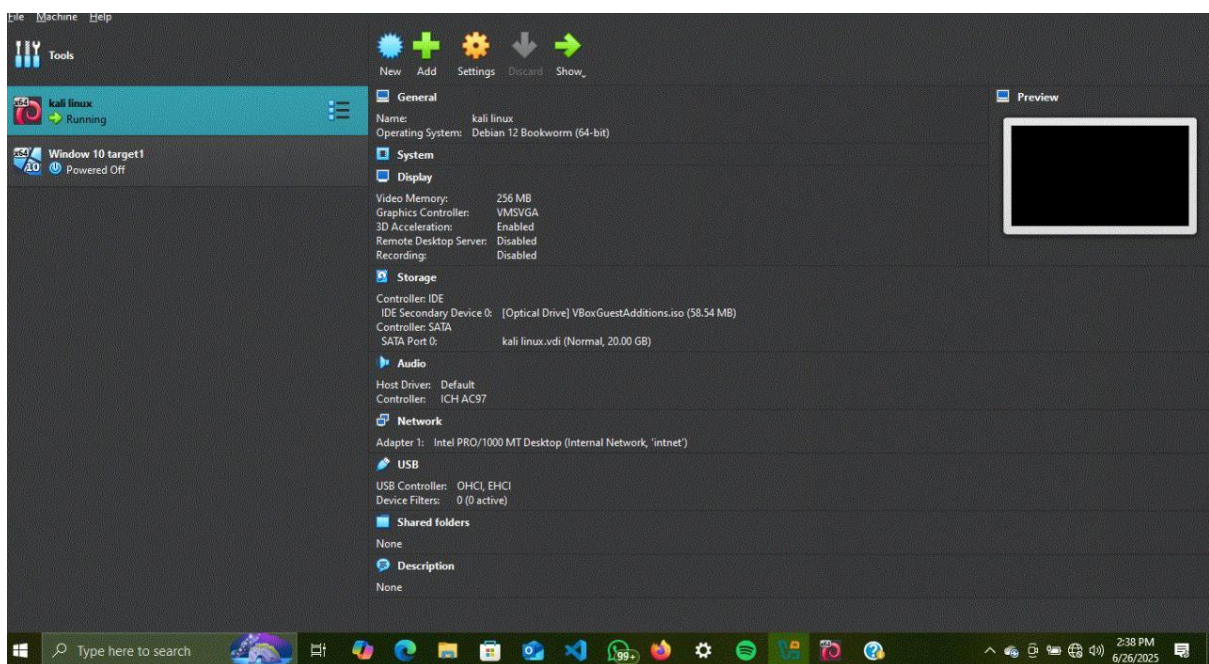 File Machine Help
Tools
New Add Settings Discard Show
x64 kali linux
Running
x64 10 Window 10 target1
Powered Off
General
Name: kali linux
Operating System: Debian 12 Bookworm (64-bit)
System
Display
Video Memory: 256 MB
Graphics Controller: VMSVGA
3D Acceleration: Enabled
Remote Desktop Server: Disabled
Recording: Disabled
Storage
Controller: IDE
IDE Secondary Device 0: [Optical Drive] VBoxGuestAdditions.iso (58.54 MB)
Controller: SATA
SATA Port 0: kali linux.vdi (Normal, 20.00 GB)
Audio
Host Driver: Default
Controller: ICH AC97
Network
Adapter 1: Intel PRO/1000 MT Desktop (Internal Network, 'intnet')
USB
USB Controller: OHCI, EHCI
Device Filters: 0 (0 active)
Shared folders
None
Description
None
Preview
Type here to search
99+
2:38 PM
6/26/2025